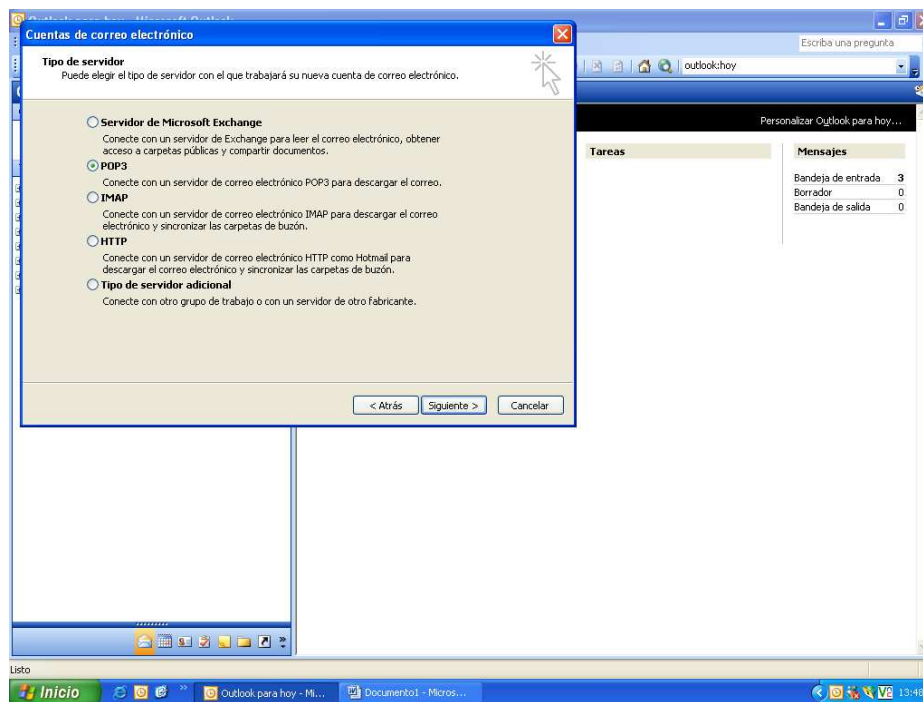 Outlook para hoy - Microsoft Outlook
Cuentas de correo electrónico
Escriba una pregunta
Tipo de servidor
Puede elegir el tipo de servidor con el que trabajará su nueva cuenta de correo electrónico.
outlook:hoy
Personalizar Outlook para hoy...
Servidor de Microsoft Exchange
Conecte con un servidor de Exchange para leer el correo electrónico, obtener
acceso a carpetas públicas y compartir documentos.
POP3
Conecte con un servidor de correo electrónico POP3 para descargar el correo.
IMAP
Conecte con un servidor de correo electrónico IMAP para descargar el correo
electrónico y sincronizar las carpetas de buzón.
HTTP
Conecte con un servidor de correo electrónico HTTP como Hotmail para
descargar el correo electrónico y sincronizar las carpetas de buzón.
Tipo de servidor adicional
Conecte con otro grupo de trabajo o con un servidor de otro fabricante.
< Atrás
Siguiente >
Cancelar
Tareas
Mensajes
Bandeja de entrada 3
Borrador 0
Bandeja de salida 0
Listo
Inicio
Outlook para hoy - Mi...
Documento1 - Micros...
13:48